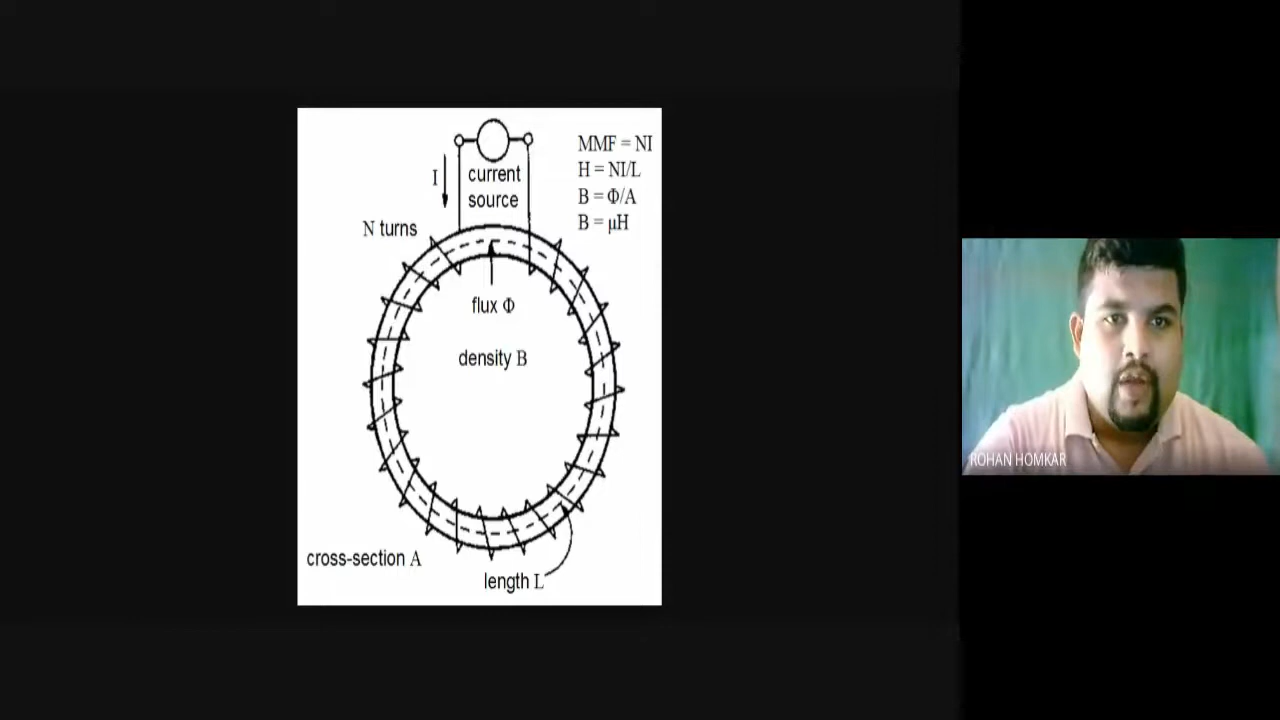 MMF = NI
H = NI/L
B = Φ/A
B = μH
I
current
source
N turns
flux Φ
density B
cross-section A
length L
ROHAN HOMKAR